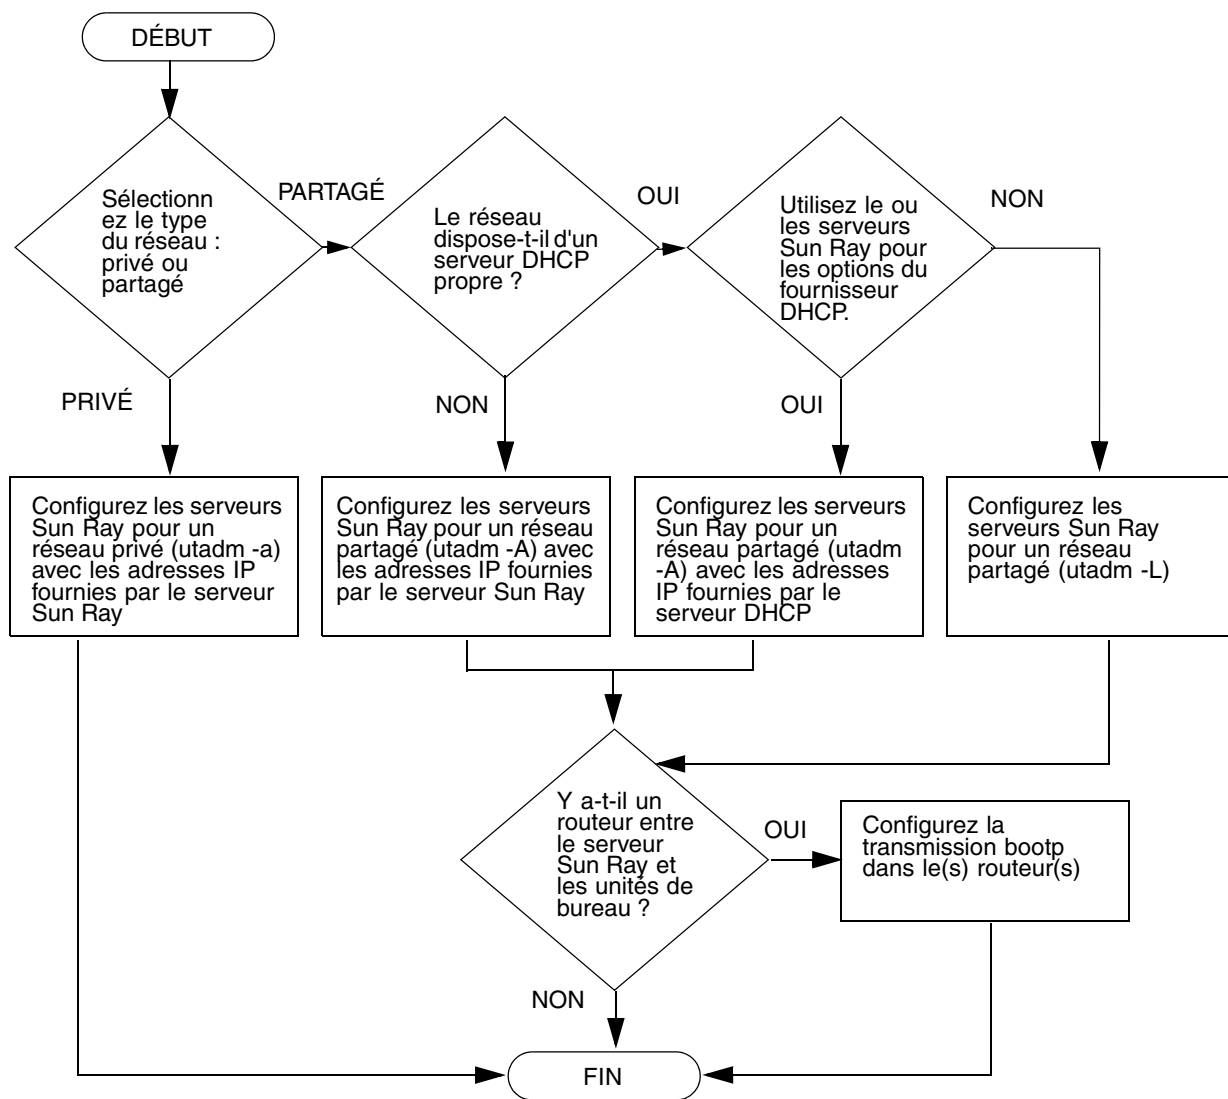 DÉBUT
Sélectionn
ez le type
du réseau :
privé ou
partagé
PARTAGÉ
Le réseau
dispose-t-il d'un
serveur DHCP
propre ?
OUI
Utilisez le ou
les serveurs
Sun Ray pour
les options du
fournisseur
DHCP.
NON
PRIVÉ
NON
OUI
Configurez les serveurs
Sun Ray pour un
réseau privé (utadm -a)
avec les adresses IP
fournies par le serveur
Sun Ray
Configurez les serveurs
Sun Ray pour un réseau
partagé (utadm -A) avec
les adresses IP fournies
par le serveur Sun Ray
Configurez les serveurs
Sun Ray pour un
réseau partagé (utadm
-A) avec les adresses
IP fournies par le
serveur DHCP
Configurez les
serveurs Sun Ray
pour un réseau
partagé (utadm -L)
Y a-t-il un
routeur entre
le serveur
Sun Ray et
les unités de
bureau ?
OUI
Configurez la
transmission bootp
dans le(s) routeur(s)
NON
FIN